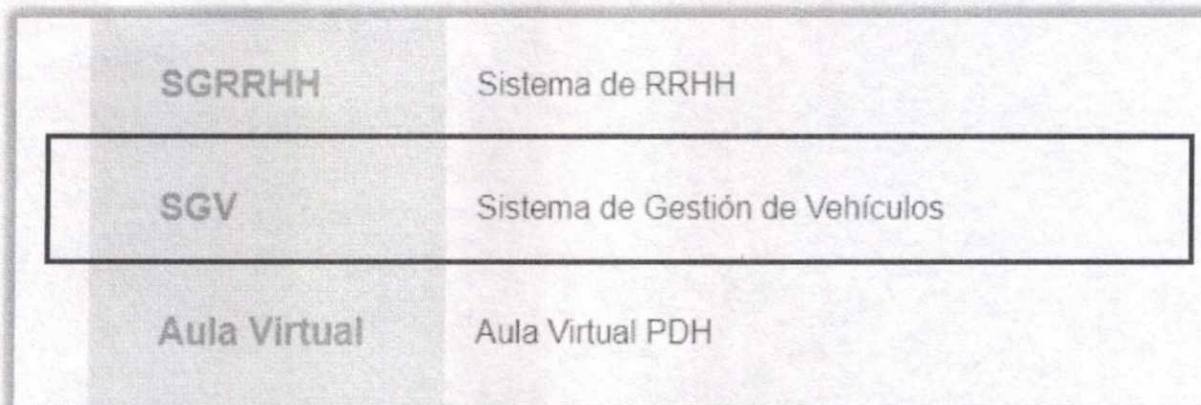 SGRRHH Sistema de RRHH
SGV Sistema de Gestión de Vehículos
Aula Virtual Aula Virtual PDH